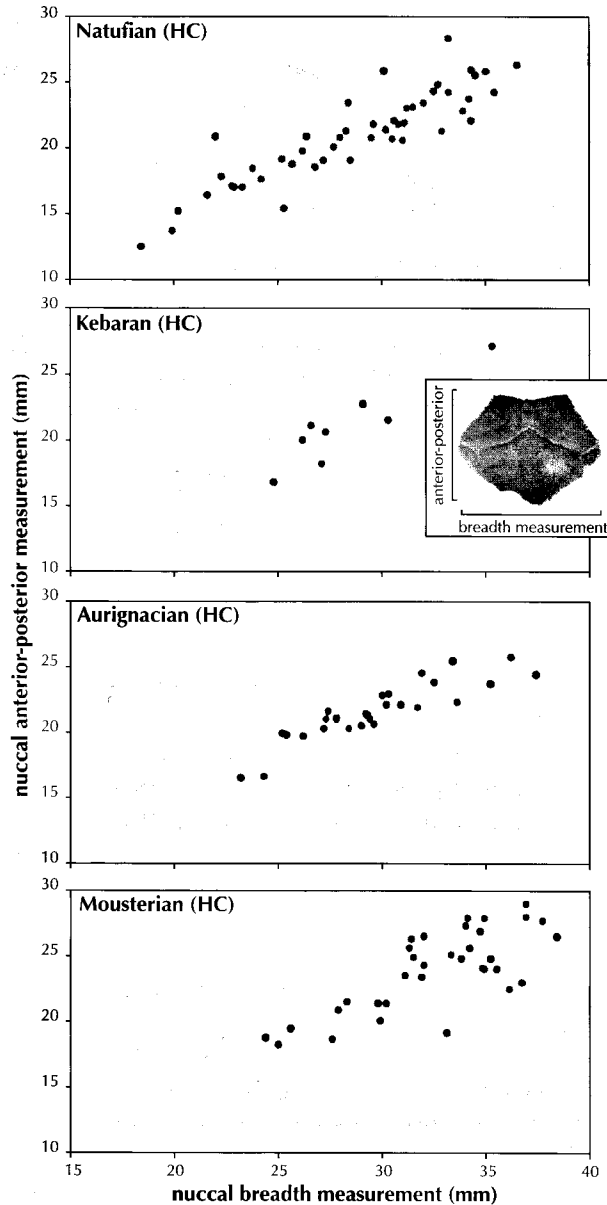 30
Natufian (HC)
25
20
15
10
30
Kebaran (HC)
25
20
15
10
anterior-posterior
breadth measurement
30
Aurignacian (HC)
25
20
15
10
30
Mousterian (HC)
25
20
15
10
15 20 25 30 35 40
nuccal breadth measurement (mm)
nuccal anterior-posterior measurement (mm)